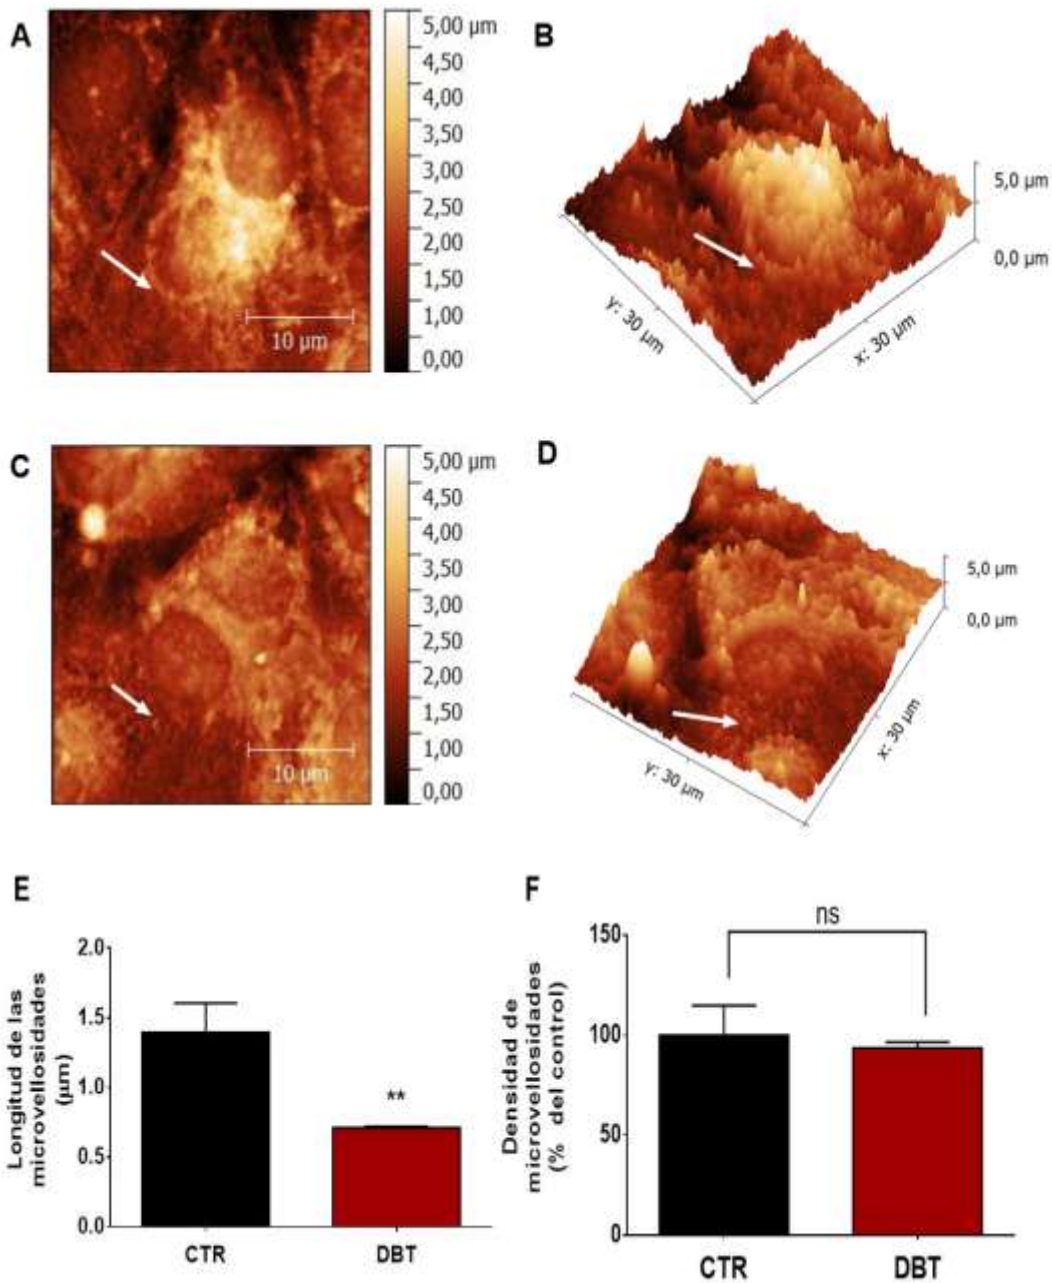 A
5,00 µm
4,50
4,00
3,50
3,00
2,50
2,00
1,50
1,00
0,00
10 µm
B
5,0 µm
0,0 µm
y: 30 µm
x: 30 µm
C
5,00 µm
4,50
4,00
3,50
3,00
2,50
2,00
1,50
1,00
0,00
10 µm
D
5,0 µm
0,0 µm
y: 30 µm
x: 30 µm
E
Longitud de las
microvellosidades
(µm)
2.0
1.5
1.0
0.5
0.0
**
CTR
DBT
F
Densidad de
microvellosidades
(% del control)
150
100
50
0
ns
CTR
DBT